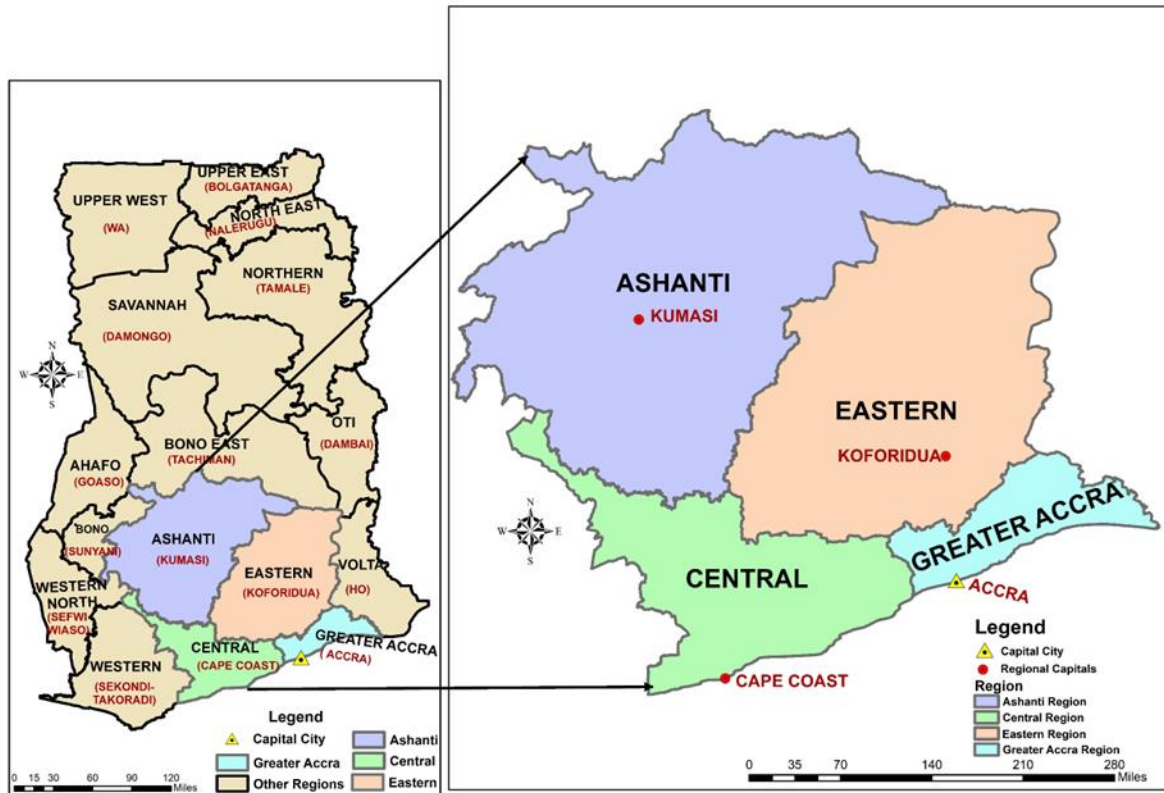 UPPER EAST
(BOLGATANGA)
UPPER WEST
NORTH EAST
(WA)
(NALERUGU)
NORTHERN
(TAMALE)
SAVANNAH
(DAMONGO)
N
W E
S
OTI
BONO EAST
(DAMBAI)
(TACHIMAN)
AHAFO
(GOASO)
BONO
(SUNYANI)
ASHANTI
(KUMASI)
VOLTA
EASTERN
(HO)
(KOFORIDUA)
WESTERN
NORTH
(SEFWI
WIASO)
GREATER ACCRA
CENTRAL
(ACCRA)
(CAPE COAST)
WESTERN
(SEKONDI-
TAKORADI)
Legend
Capital City
Ashanti
Greater Accra
Central
Other Regions
Eastern
0 15 30 60 90 120
Miles
ASHANTI
KUMASI
EASTERN
KOFORIDUA
N
W E
S
GREATER ACCRA
CENTRAL
ACCRA
CAPE COAST
Legend
Capital City
Regional Capitals
Region
Ashanti Region
Central Region
Eastern Region
Greater Accra Region
0 35 70 140 210 280
Miles